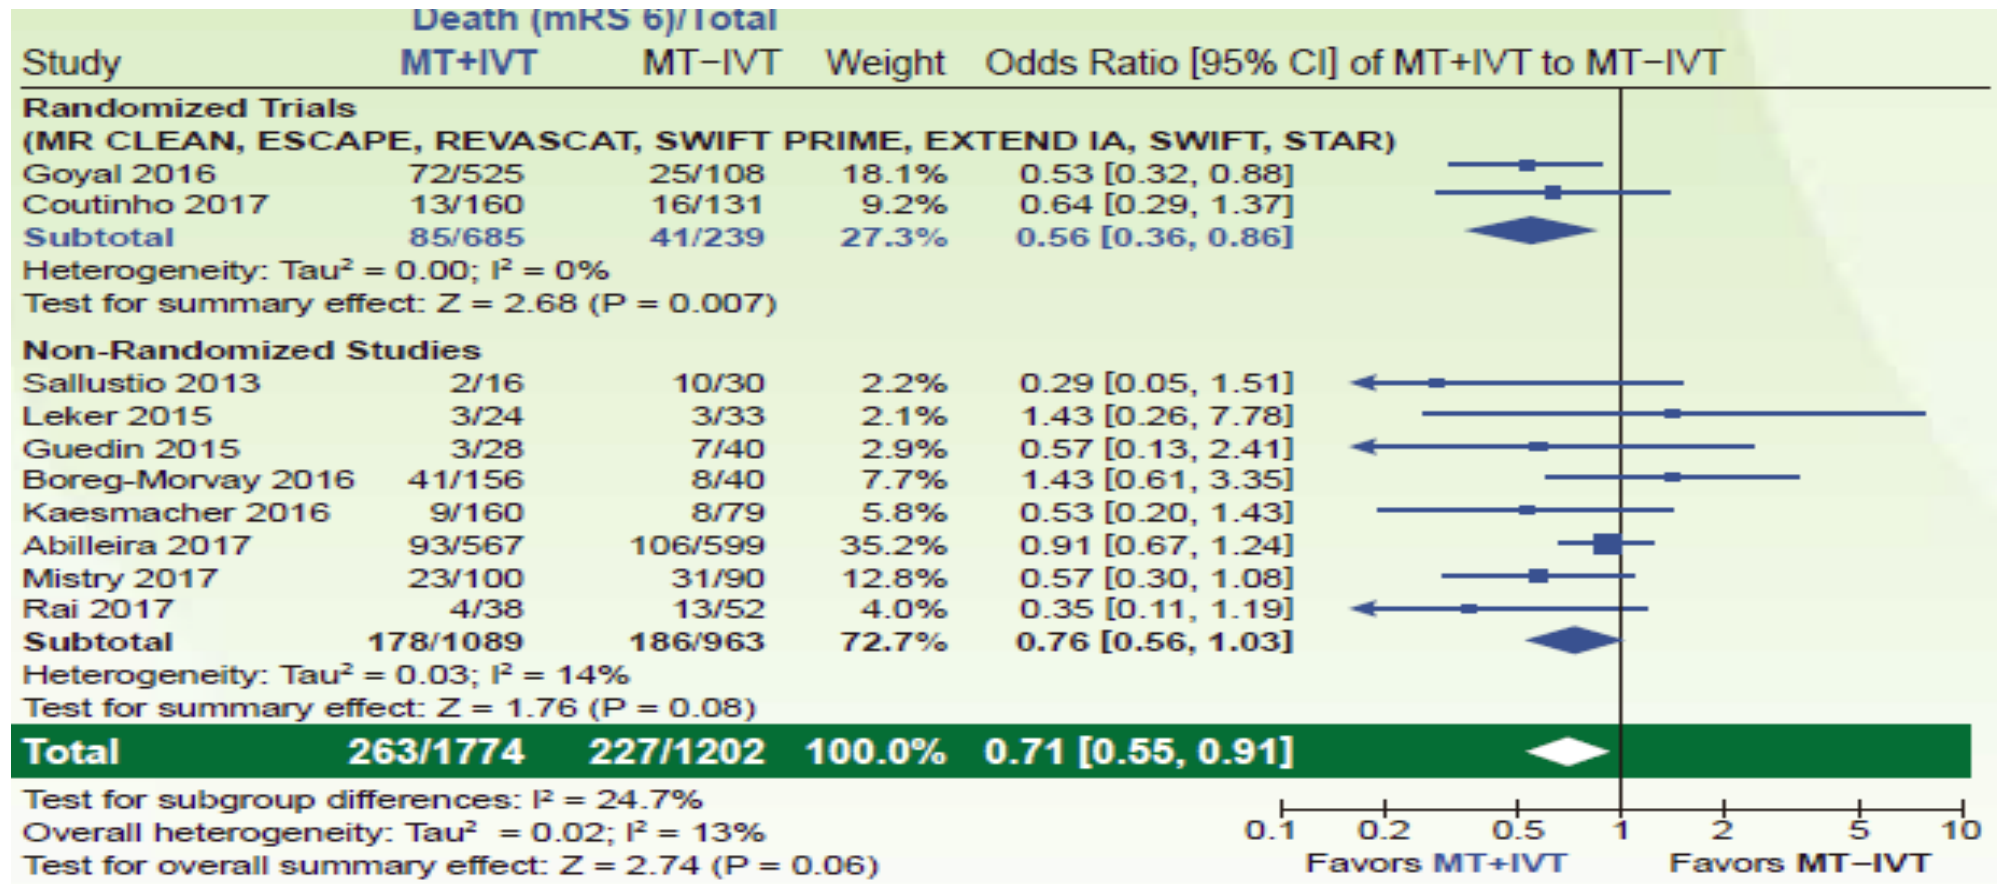 Death (mRS 6)/Total
Study MT+IVT MT−IVT Weight Odds Ratio [95% CI] of MT+IVT to MT−IVT
Randomized Trials
(MR CLEAN, ESCAPE, REVASCAT, SWIFT PRIME, EXTEND IA, SWIFT, STAR)
Goyal 2016 72/525 25/108 18.1% 0.53 [0.32, 0.88]
Coutinho 2017 13/160 16/131 9.2% 0.64 [0.29, 1.37]
Subtotal 85/685 41/239 27.3% 0.56 [0.36, 0.86]
Heterogeneity: Tau² = 0.00; I² = 0%
Test for summary effect: Z = 2.68 (P = 0.007)
Non-Randomized Studies
Sallustio 2013 2/16 10/30 2.2% 0.29 [0.05, 1.51]
Leker 2015 3/24 3/33 2.1% 1.43 [0.26, 7.78]
Guedin 2015 3/28 7/40 2.9% 0.57 [0.13, 2.41]
Boreg-Morvay 2016 41/156 8/40 7.7% 1.43 [0.61, 3.35]
Kaesmacher 2016 9/160 8/79 5.8% 0.53 [0.20, 1.43]
Abilleira 2017 93/567 106/599 35.2% 0.91 [0.67, 1.24]
Mistry 2017 23/100 31/90 12.8% 0.57 [0.30, 1.08]
Rai 2017 4/38 13/52 4.0% 0.35 [0.11, 1.19]
Subtotal 178/1089 186/963 72.7% 0.76 [0.56, 1.03]
Heterogeneity: Tau² = 0.03; I² = 14%
Test for summary effect: Z = 1.76 (P = 0.08)
Total 263/1774 227/1202 100.0% 0.71 [0.55, 0.91]
Test for subgroup differences: I² = 24.7%
Overall heterogeneity: Tau² = 0.02; I² = 13%
Test for overall summary effect: Z = 2.74 (P = 0.06)
0.1 0.2 0.5 1 2 5 10
Favors MT+IVT Favors MT−IVT